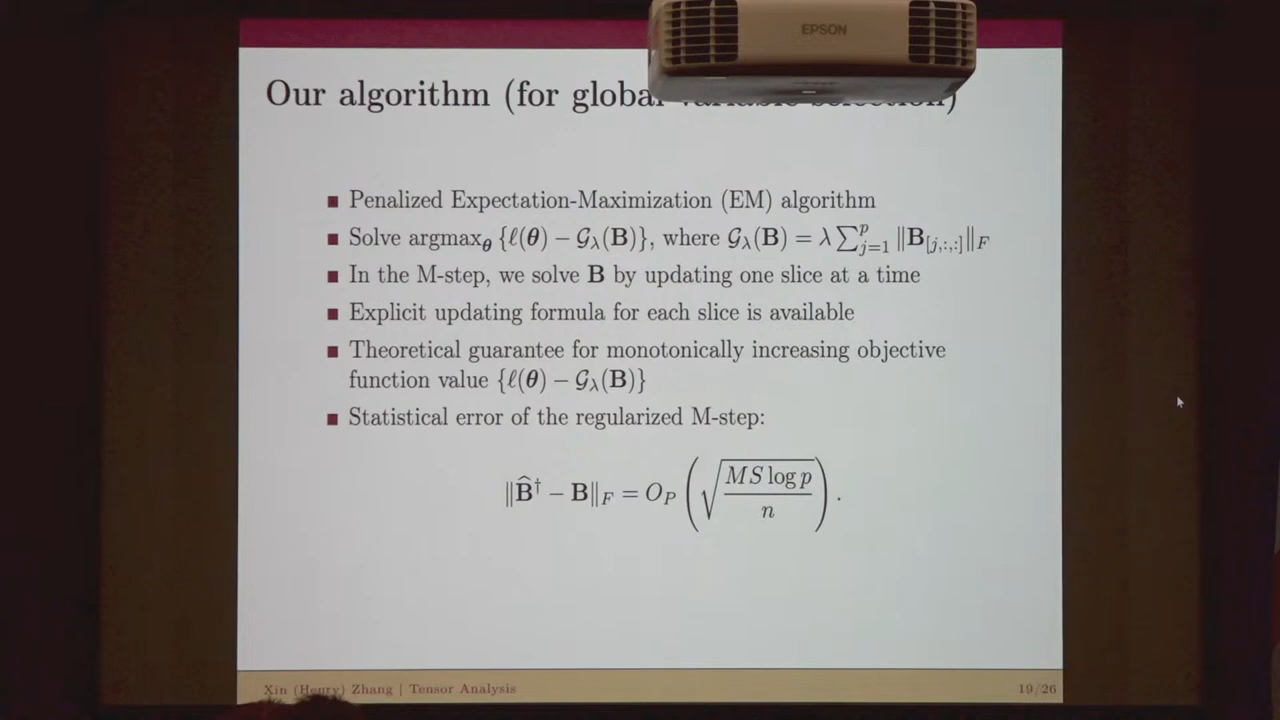 EPSON
Our algorithm (for global variable selection)
■ Penalized Expectation-Maximization (EM) algorithm
■ Solve argmax_θ {ℓ(θ) − 𝒢_λ(B)}, where 𝒢_λ(B) = λ∑_{j=1}^p ‖B_{[j,:,:]}‖_F
■ In the M-step, we solve B by updating one slice at a time
■ Explicit updating formula for each slice is available
■ Theoretical guarantee for monotonically increasing objective
function value {ℓ(θ) − 𝒢_λ(B)}
■ Statistical error of the regularized M-step:
‖B̂^† − B‖_F = O_P (√(MS log p / n)).
Xin (Henry) Zhang | Tensor Analysis
19/26